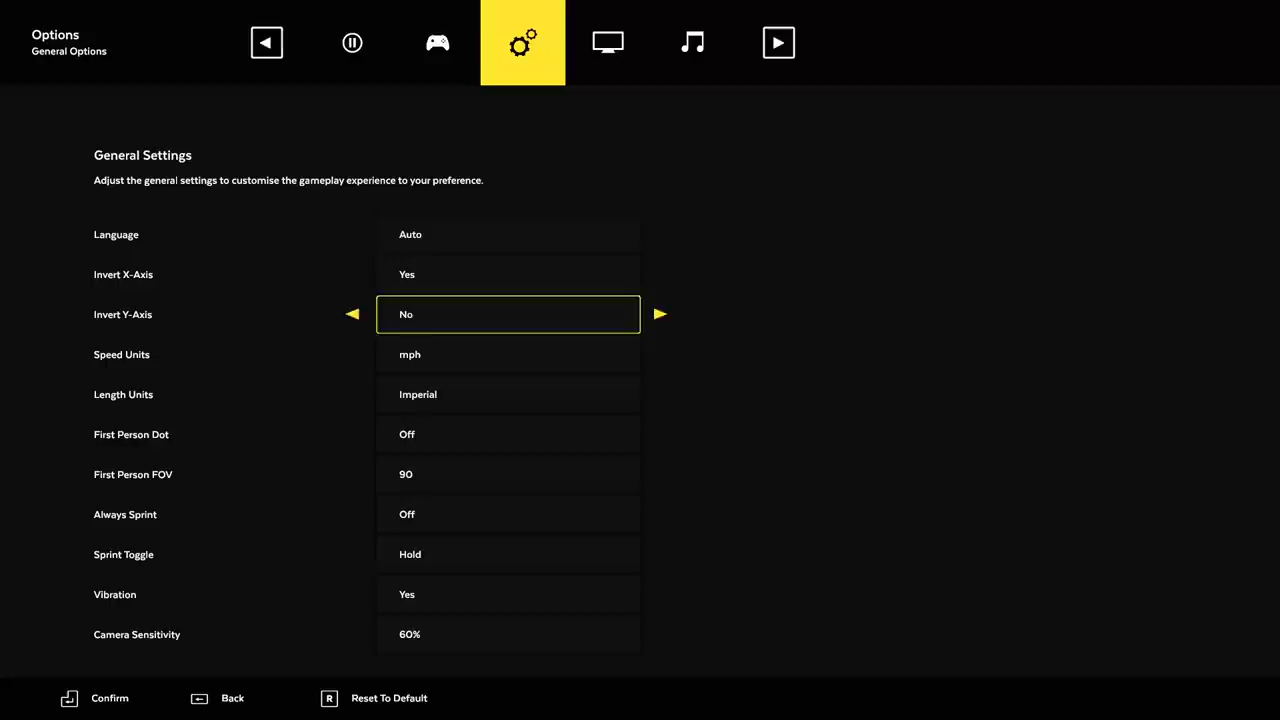 Options
General Options
General Settings
Adjust the general settings to customise the gameplay experience to your preference.
Language Auto
Invert X-Axis Yes
Invert Y-Axis No
Speed Units mph
Length Units Imperial
First Person Dot Off
First Person FOV 90
Always Sprint Off
Sprint Toggle Hold
Vibration Yes
Camera Sensitivity 60%
Confirm Back R Reset To Default